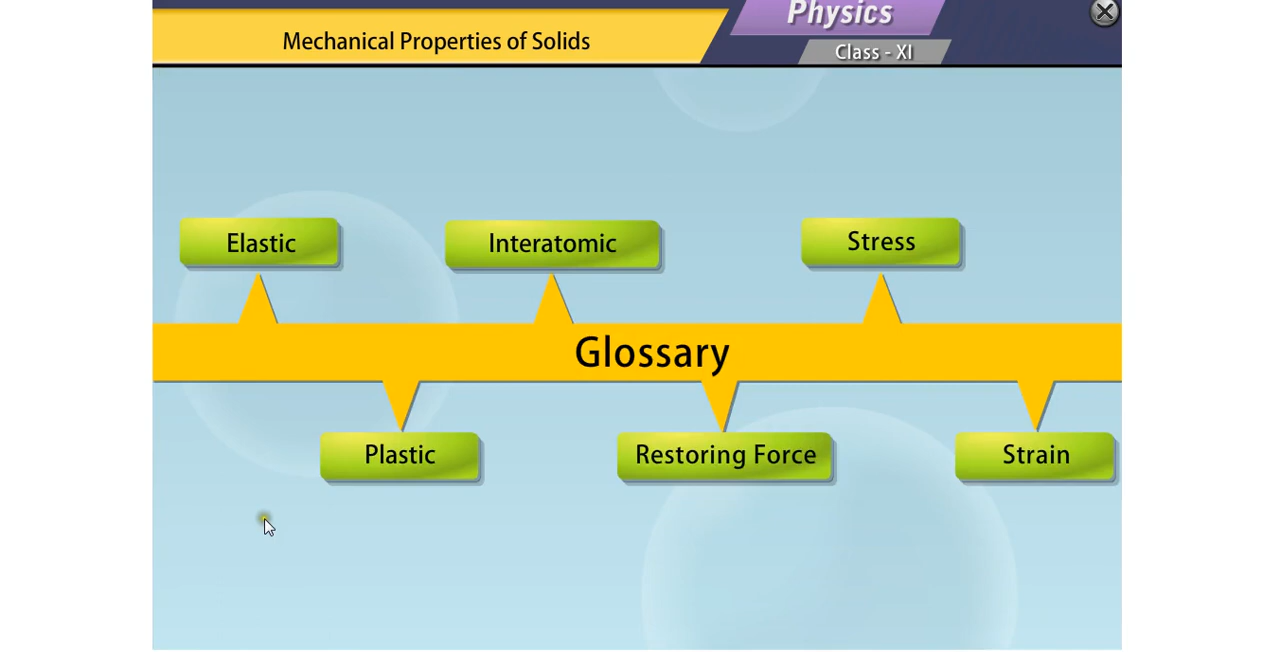 Mechanical Properties of Solids
Physics
Class - XI
Elastic
Interatomic
Stress
Glossary
Plastic
Restoring Force
Strain